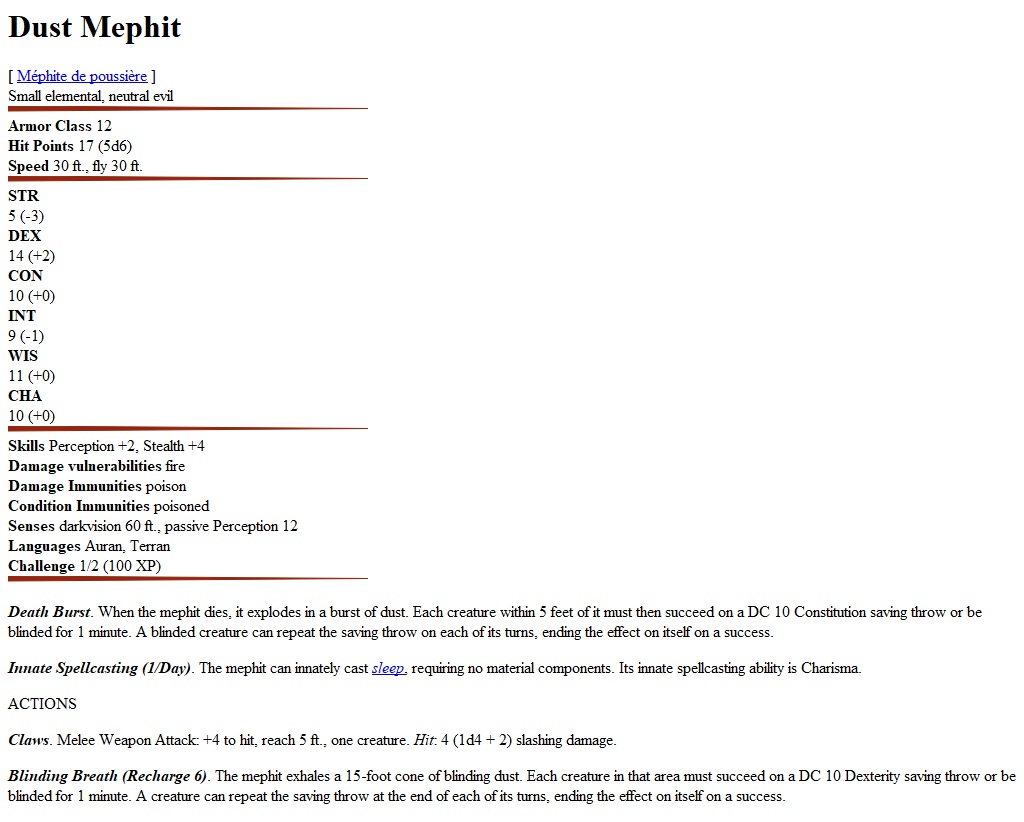 Dust Mephit
[ Méphite de poussière ]
Small elemental, neutral evil
Armor Class 12
Hit Points 17 (5d6)
Speed 30 ft., fly 30 ft.
STR
5 (-3)
DEX
14 (+2)
CON
10 (+0)
INT
9 (-1)
WIS
11 (+0)
CHA
10 (+0)
Skills Perception +2, Stealth +4
Damage vulnerabilities fire
Damage Immunities poison
Condition Immunities poisoned
Senses darkvision 60 ft., passive Perception 12
Languages Auran, Terran
Challenge 1/2 (100 XP)
Death Burst. When the mephit dies, it explodes in a burst of dust. Each creature within 5 feet of it must then succeed on a DC 10 Constitution saving throw or be
blinded for 1 minute. A blinded creature can repeat the saving throw on each of its turns, ending the effect on itself on a success.
Innate Spellcasting (1/Day). The mephit can innately cast sleep, requiring no material components. Its innate spellcasting ability is Charisma.
ACTIONS
Claws. Melee Weapon Attack: +4 to hit, reach 5 ft., one creature. Hit: 4 (1d4 + 2) slashing damage.
Blinding Breath (Recharge 6). The mephit exhales a 15-foot cone of blinding dust. Each creature in that area must succeed on a DC 10 Dexterity saving throw or be
blinded for 1 minute. A creature can repeat the saving throw at the end of each of its turns, ending the effect on itself on a success.